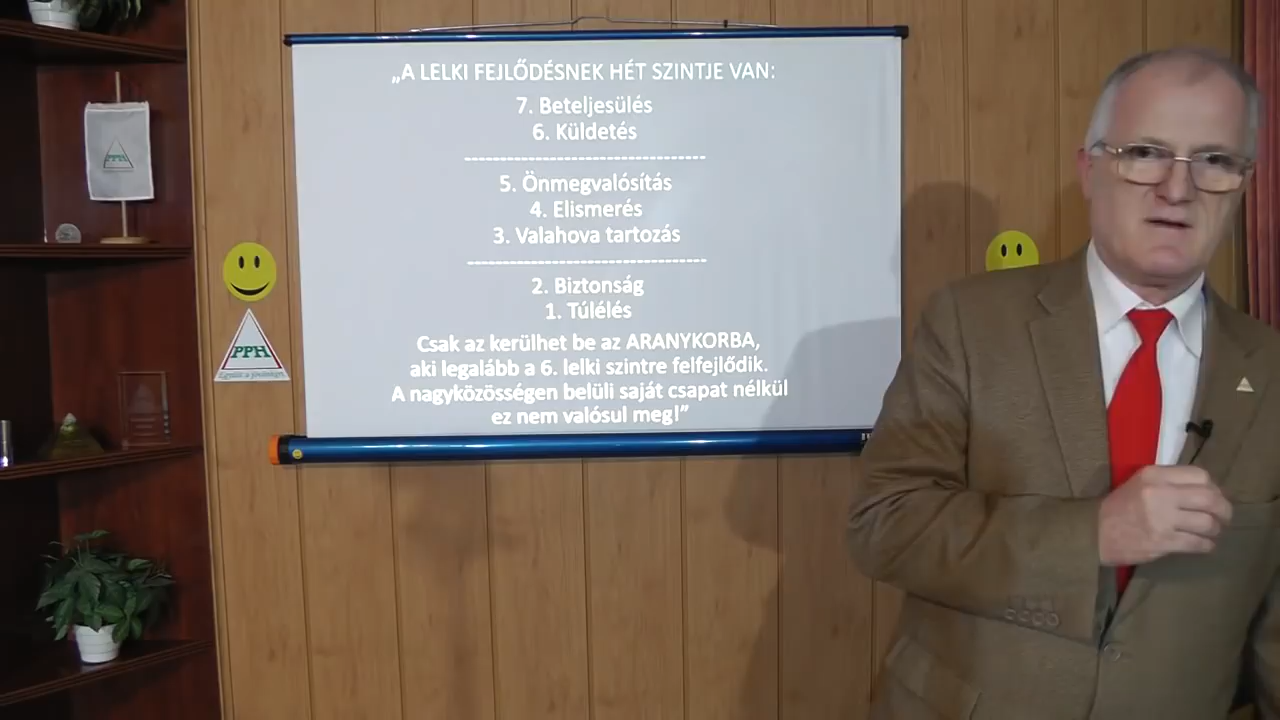 „A LELKI FEJLŐDÉSNEK HÉT SZINTJE VAN:
7. Beteljesülés
6. Küldetés
--------------------------------
5. Önmegvalósítás
4. Elismerés
3. Valahova tartozás
--------------------------------
2. Biztonság
1. Túlélés
Csak az kerülhet be az ARANYKORBA,
aki legalább a 6. lelki szintre felfejlődik.
A nagyközösségen belüli saját csapat nélkül
ez nem valósul meg!”
PPH
PPH